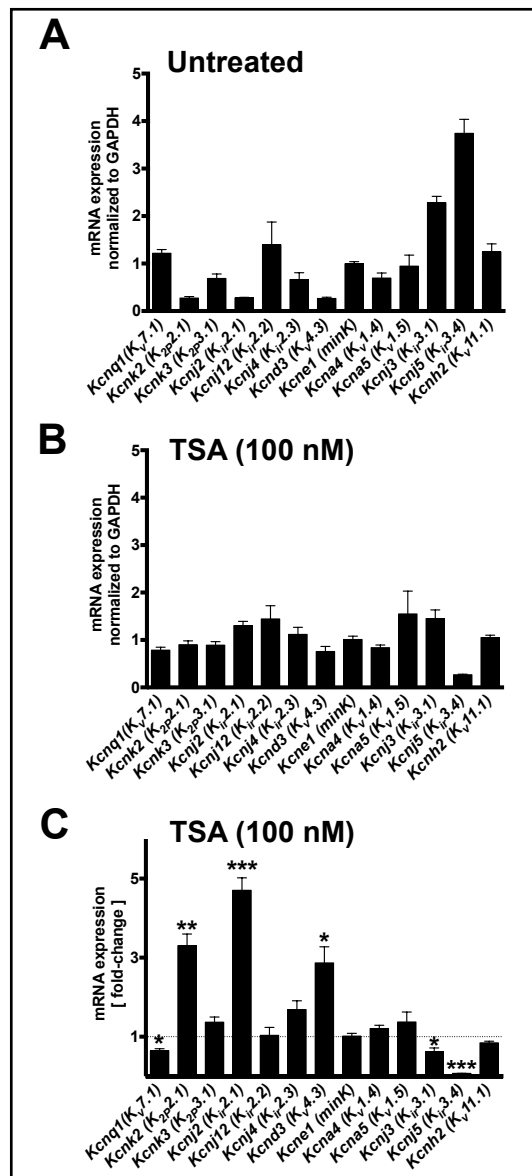 A
Untreated
mRNA expression
normalized to GAPDH
5
4
3
2
1
0
Kcnq1(Kv7.1)
Kcnk2 (K2P2.1)
Kcnk3 (K2P3.1)
Kcnj2 (Kir2.1)
Kcnj12 (Kir2.2)
Kcnj4 (Kir2.3)
Kcnd3 (Kv4.3)
Kcne1 (minK)
Kcna4 (Kv1.4)
Kcna5 (Kv1.5)
Kcnj3 (Kir3.1)
Kcnj5 (Kir3.4)
Kcnh2 (Kv11.1)
B
TSA (100 nM)
mRNA expression
normalized to GAPDH
5
4
3
2
1
0
Kcnq1(Kv7.1)
Kcnk2 (K2P2.1)
Kcnk3 (K2P3.1)
Kcnj2 (Kir2.1)
Kcnj12 (Kir2.2)
Kcnj4 (Kir2.3)
Kcnd3 (Kv4.3)
Kcne1 (minK)
Kcna4 (Kv1.4)
Kcna5 (Kv1.5)
Kcnj3 (Kir3.1)
Kcnj5 (Kir3.4)
Kcnh2 (Kv11.1)
C
TSA (100 nM)
mRNA expression
[ fold-change ]
5
3
1
* ** *** * * ***
Kcnq1(Kv7.1)
Kcnk2 (K2P2.1)
Kcnk3 (K2P3.1)
Kcnj2 (Kir2.1)
Kcnj12 (Kir2.2)
Kcnj4 (Kir2.3)
Kcnd3 (Kv4.3)
Kcne1 (minK)
Kcna4 (Kv1.4)
Kcna5 (Kv1.5)
Kcnj3 (Kir3.1)
Kcnj5 (Kir3.4)
Kcnh2 (Kv11.1)